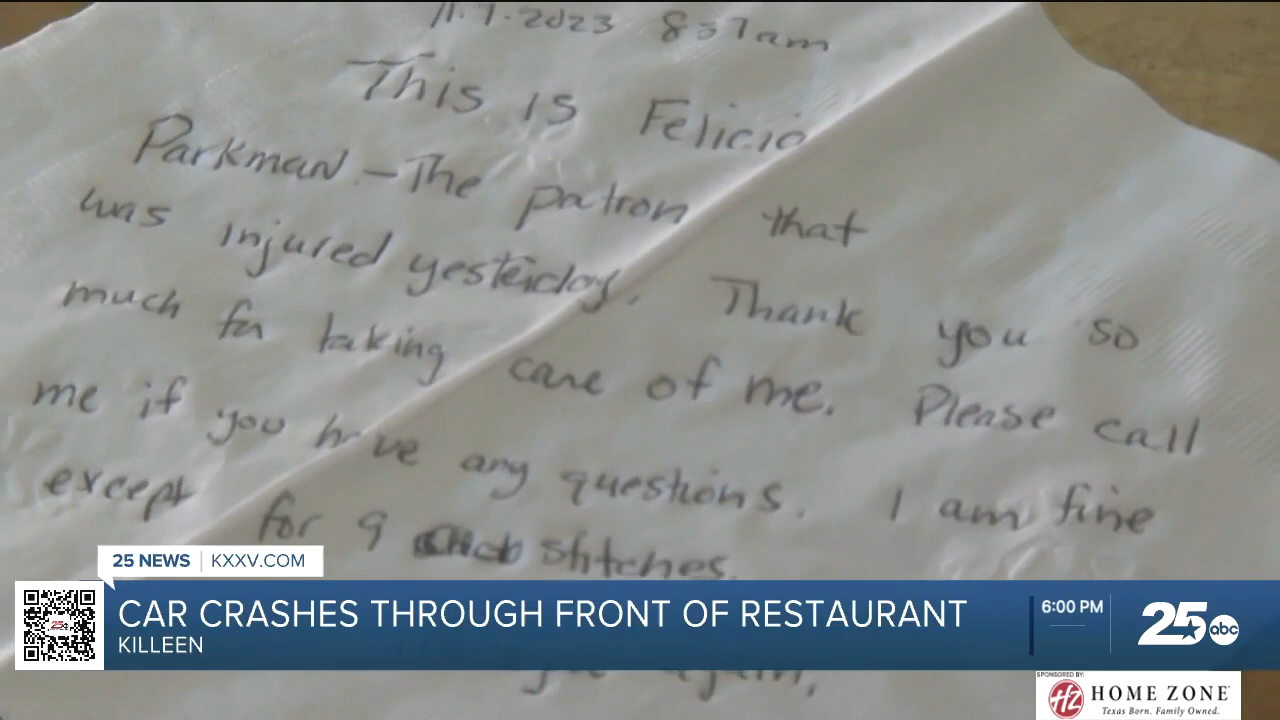 11.7.2023 837am
This is Felicia
Parkman - The patron that
was injured yesterday. Thank you so
much for taking care of me. Please call
me if you have any questions. I am fine
except for 9 stitches.
25 NEWS | KXXV.COM
CAR CRASHES THROUGH FRONT OF RESTAURANT
KILLEEN
6:00 PM
25 abc
again,
SPONSORED BY:
HZ HOME ZONE
Texas Born. Family Owned.